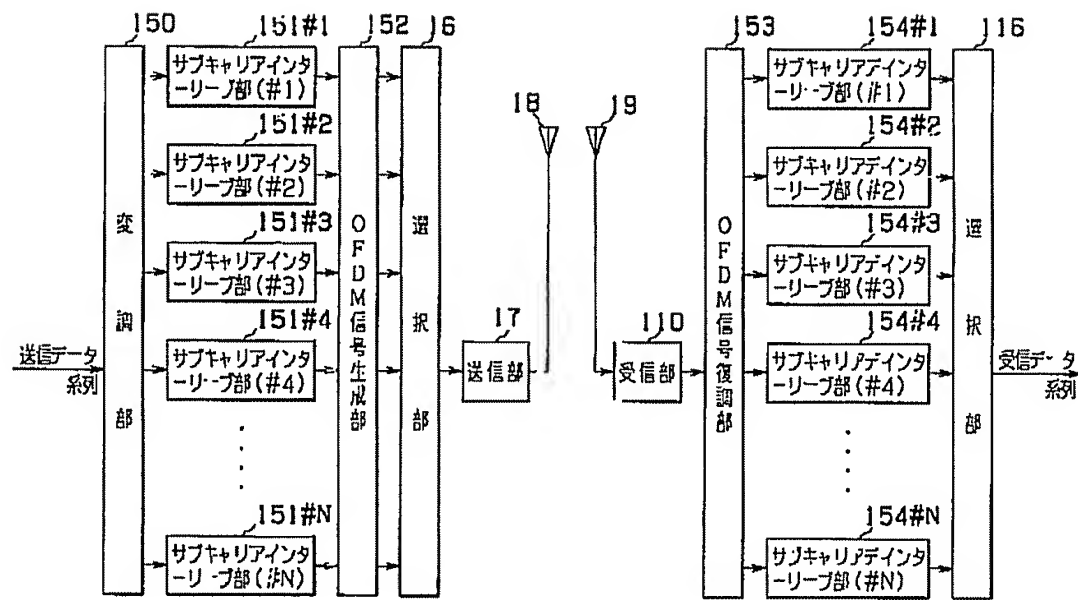 150
151#1
152
16
153
154#1
116
サブキャリアインタ
ーリーブ部(#1)
サブキャリアデインタ
ーリーブ部(#1)
18
19
151#2
154#2
サブキャリアインタ
ーリーブ部(#2)
サブキャリアデインタ
ーリーブ部(#2)
変調部
OFDM信号生成部
選択部
OFDM信号復調部
選択部
151#3
154#3
サブキャリアインタ
ーリーブ部(#3)
サブキャリアデインタ
ーリーブ部(#3)
151#4
17
110
154#4
送信データ
系列
サブキャリアインタ
ーリーブ部(#4)
送信部
受信部
サブキャリアデインタ
ーリーブ部(#4)
受信データ
系列
151#N
154#N
サブキャリアインタ
ーリーブ部(#N)
サブキャリアデインタ
ーリーブ部(#N)